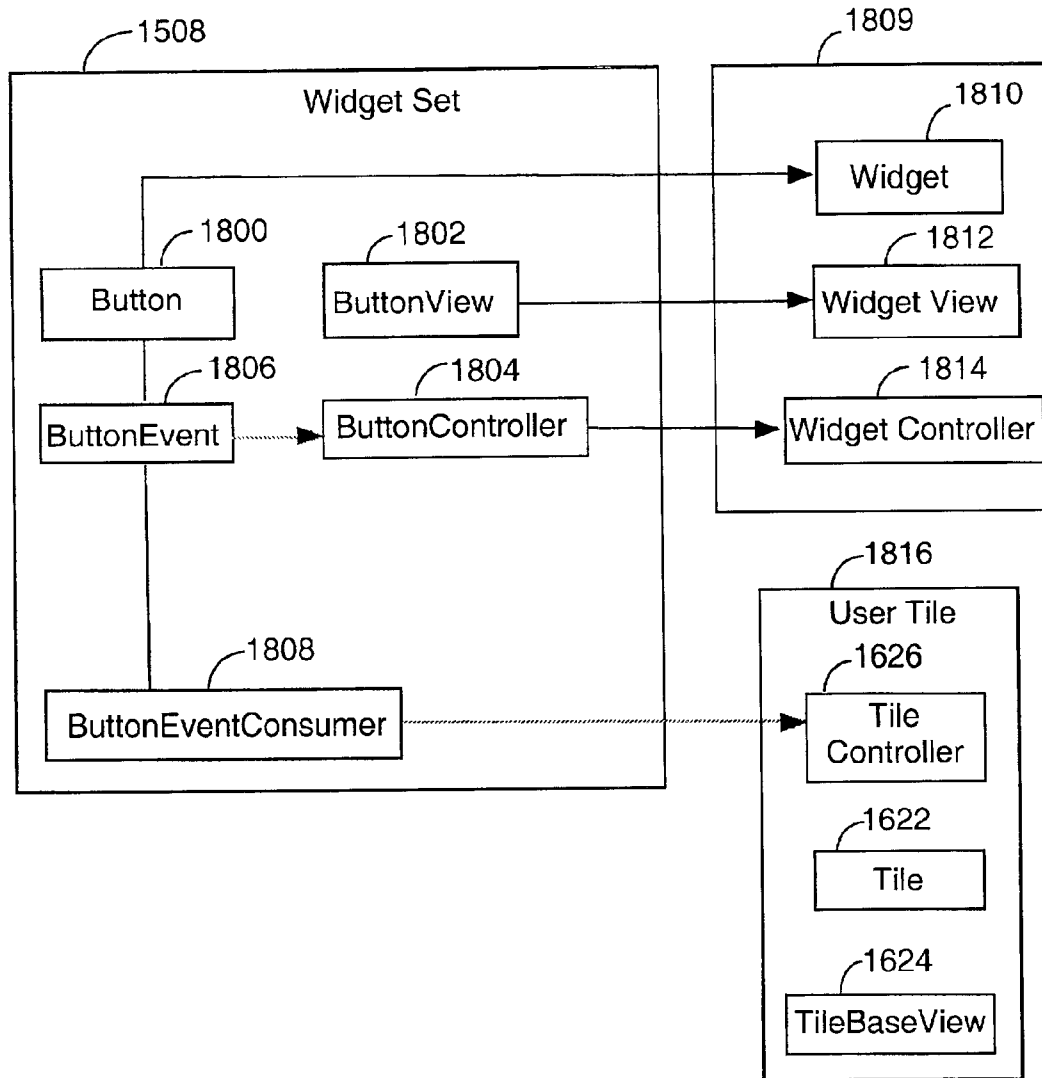 1508
Widget Set
1809
1810
Widget
1800
Button
1802
ButtonView
1812
Widget View
1806
ButtonEvent
1804
ButtonController
1814
Widget Controller
1816
User Tile
1808
ButtonEventConsumer
1626
Tile
Controller
1622
Tile
1624
TileBaseView